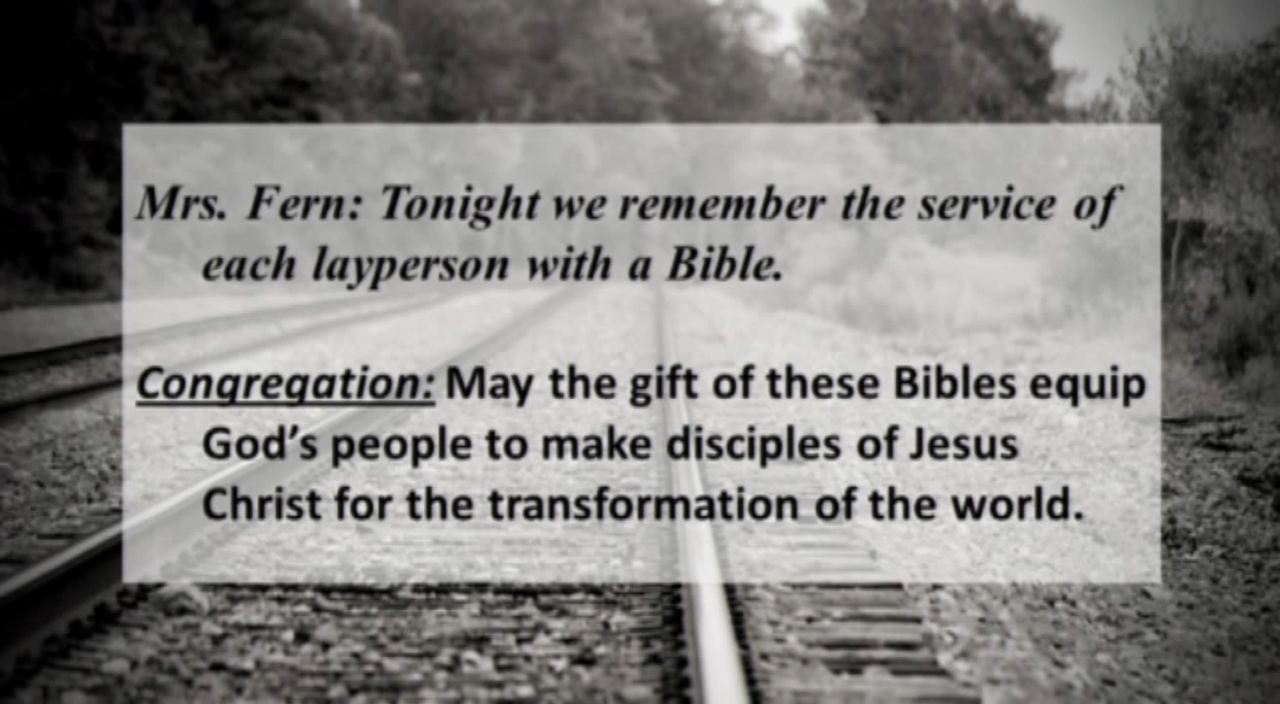 Mrs. Fern: Tonight we remember the service of
each layperson with a Bible.
Congregation: May the gift of these Bibles equip
God’s people to make disciples of Jesus
Christ for the transformation of the world.